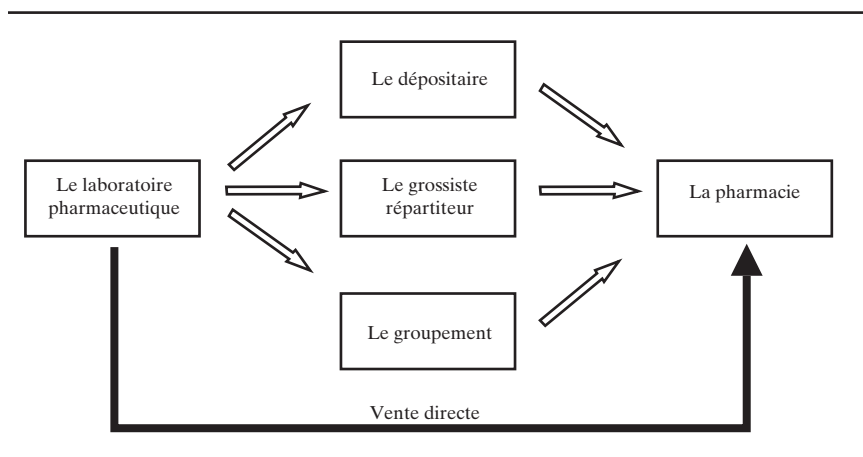 Le dépositaire
Le laboratoire
pharmaceutique
Le grossiste
répartiteur
La pharmacie
Le groupement
Vente directe